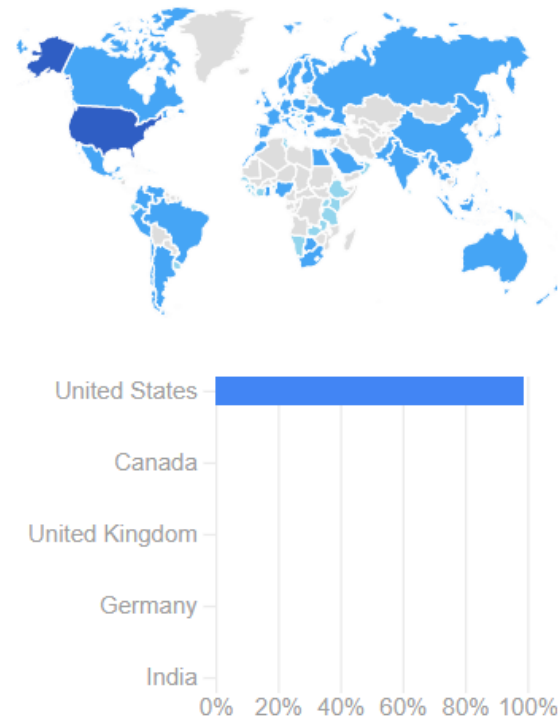 United States
Canada
United Kingdom
Germany
India
0% 20% 40% 60% 80% 100%